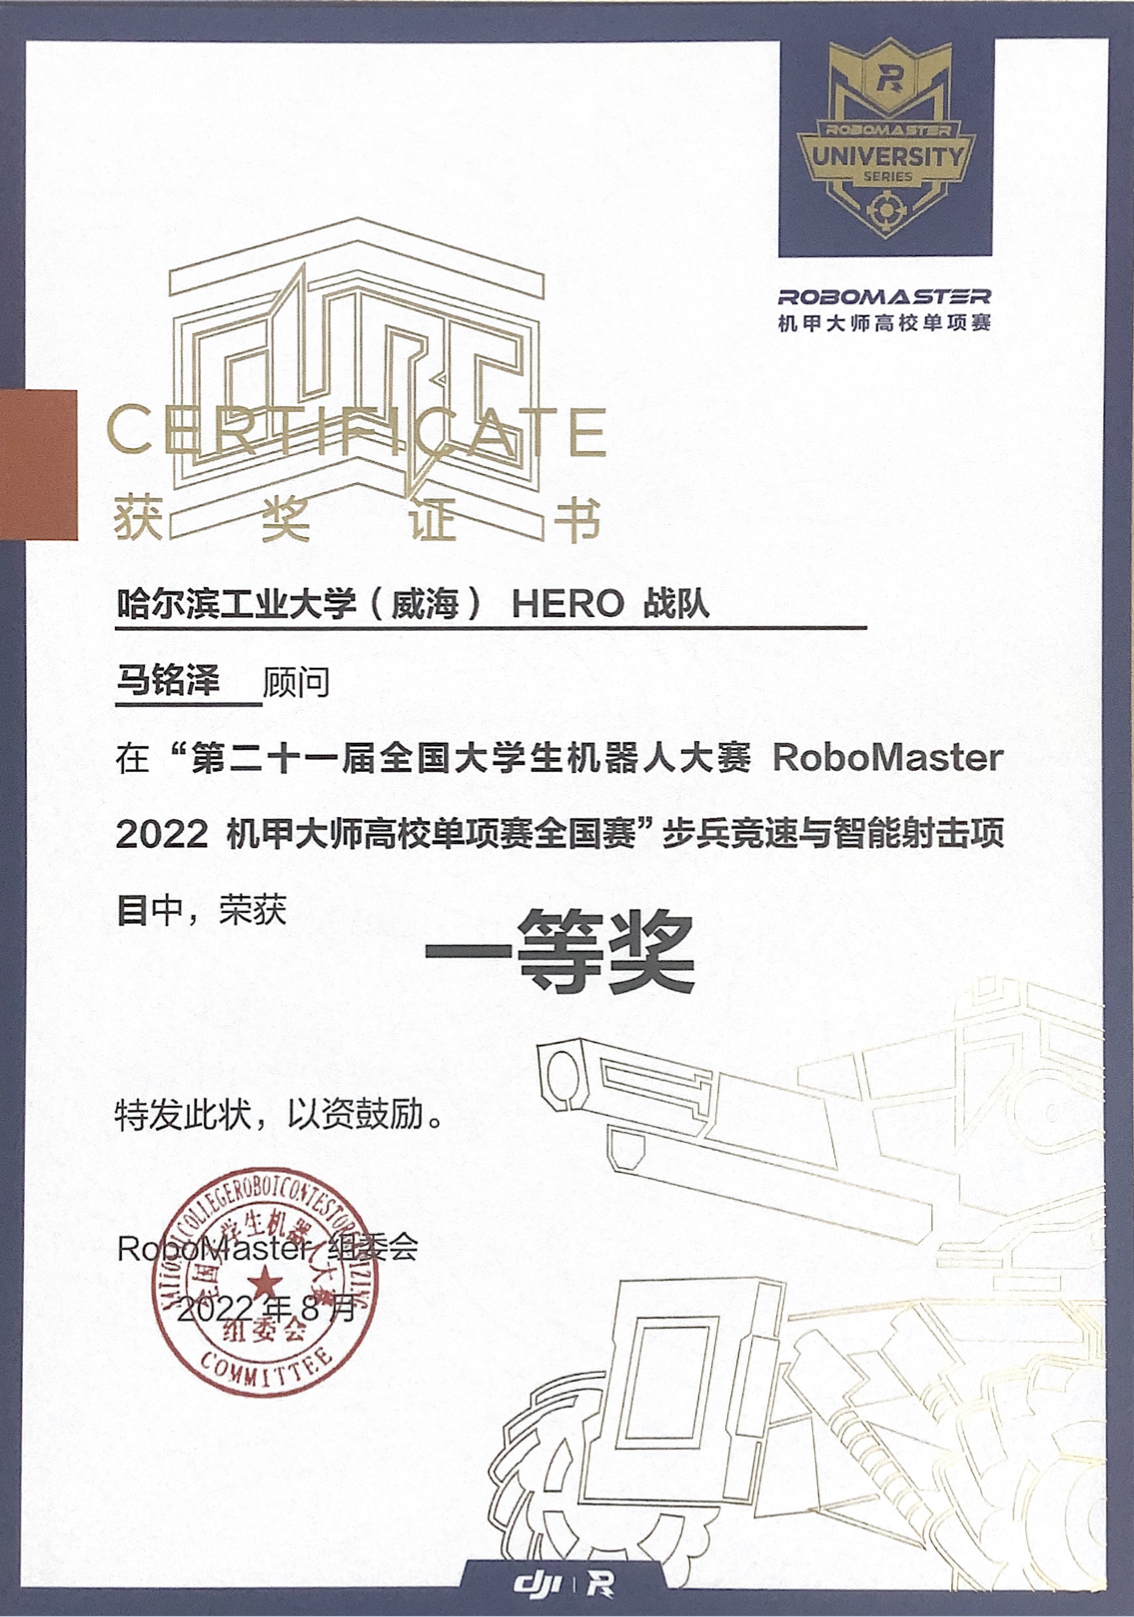 R
ROBOMASTER
UNIVERSITY
SERIES
ROBOMASTER
机甲大师高校单项赛
CURC
CERTIFICATE
获奖证书
哈尔滨工业大学（威海） HERO 战队
马铭泽 顾问
在“第二十一届全国大学生机器人大赛 RoboMaster
2022 机甲大师高校单项赛全国赛”步兵竞速与智能射击项
目中，荣获
一等奖
特发此状，以资鼓励。
RoboMaster 组委会
2022 年 8 月
NATIONAL COLLEGE ROBOT CONTEST ORGANIZING
COMMITTEE
全国大学生机器人大赛
组委会
dji R